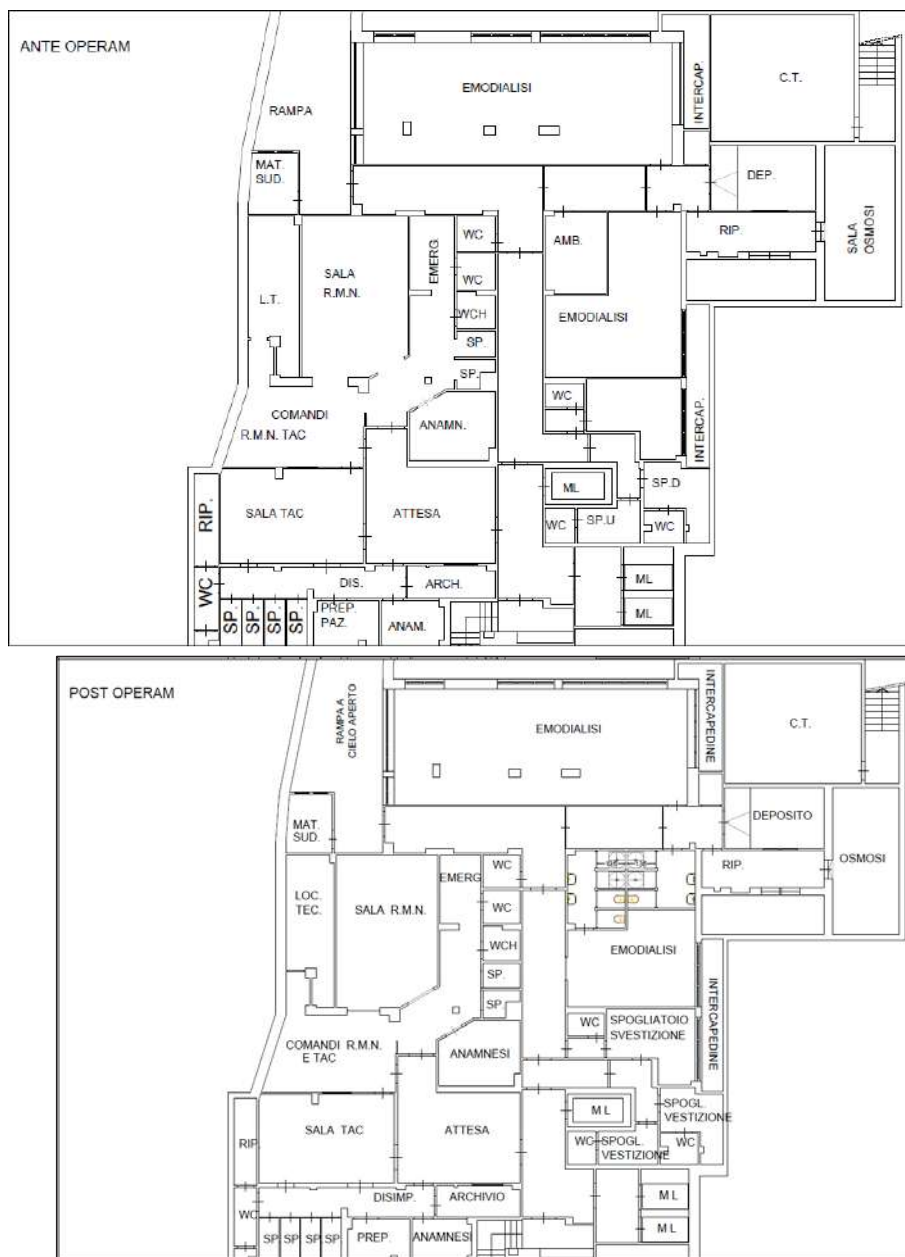 ANTE OPERAM
EMODIALISI
INTERCAP.
C.T.
RAMPA
MAT.
SUD.
DEP.
SALA
OSMOSI
RIP.
WC
AMB.
EMERG.
SALA
R.M.N.
WC
L.T.
WCH
EMODIALISI
SP.
SP.
WC
INTERCAP.
COMANDI
R.M.N. TAC
ANAMN.
RIP.
SALA TAC
ATTESA
ML
SP.D
WC
SP.U
WC
WC
DIS.
ARCH.
ML
SP.
SP.
SP.
SP.
PREP.
PAZ.
ANAM.
ML
POST OPERAM
RAMPA A
CIELO APERTO
EMODIALISI
INTERCAPEDINE
C.T.
MAT.
SUD.
DEPOSITO
EMERG
WC
RIP.
OSMOSI
LOC.
TEC.
SALA R.M.N.
WC
WCH
EMODIALISI
SP.
SP
WC
SPOGLIATOIO
SVESTIZIONE
INTERCAPEDINE
COMANDI R.M.N.
E TAC
ANAMNESI
RIP
SALA TAC
ATTESA
M L
SPOGL.
VESTIZIONE
WC
SPOGL.
VESTIZIONE
WC
WC
DISIMP.
ARCHIVIO
M L
SP
SP
SP
SP
PREP.
ANAMNESI
M L